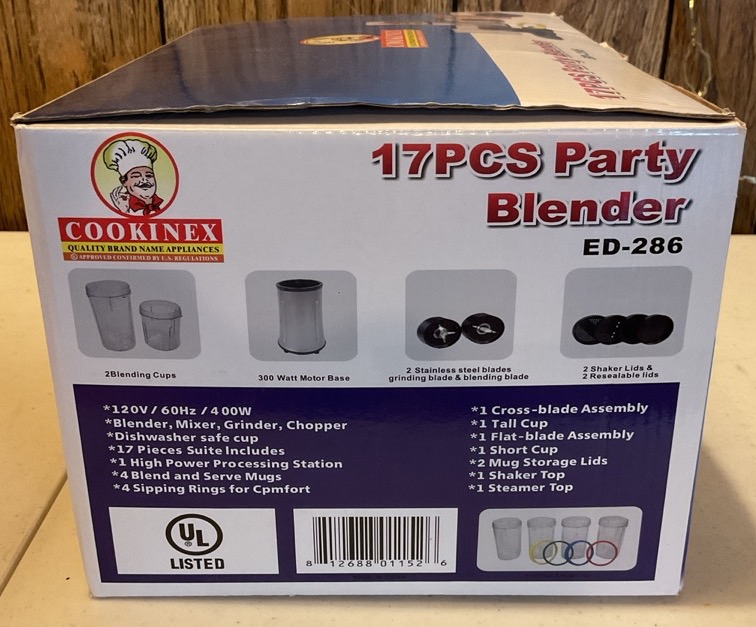 COOKINEX
17PCS Party Blender
COOKINEX
QUALITY BRAND NAME APPLIANCES
APPROVED CONFIRMED BY U.S. REGULATIONS
17PCS Party
Blender
ED-286
2Blending Cups
300 Watt Motor Base
2 Stainless steel blades
grinding blade & blending blade
2 Shaker Lids &
2 Resealable lids
*120V / 60Hz / 400W
*Blender, Mixer, Grinder, Chopper
*Dishwasher safe cup
*17 Pieces Suite Includes
*1 High Power Processing Station
*4 Blend and Serve Mugs
*4 Sipping Rings for Cpmfort
*1 Cross-blade Assembly
*1 Tall Cup
*1 Flat-blade Assembly
*1 Short Cup
*2 Mug Storage Lids
*1 Shaker Top
*1 Steamer Top
UL
LISTED
8 12688 01152 6